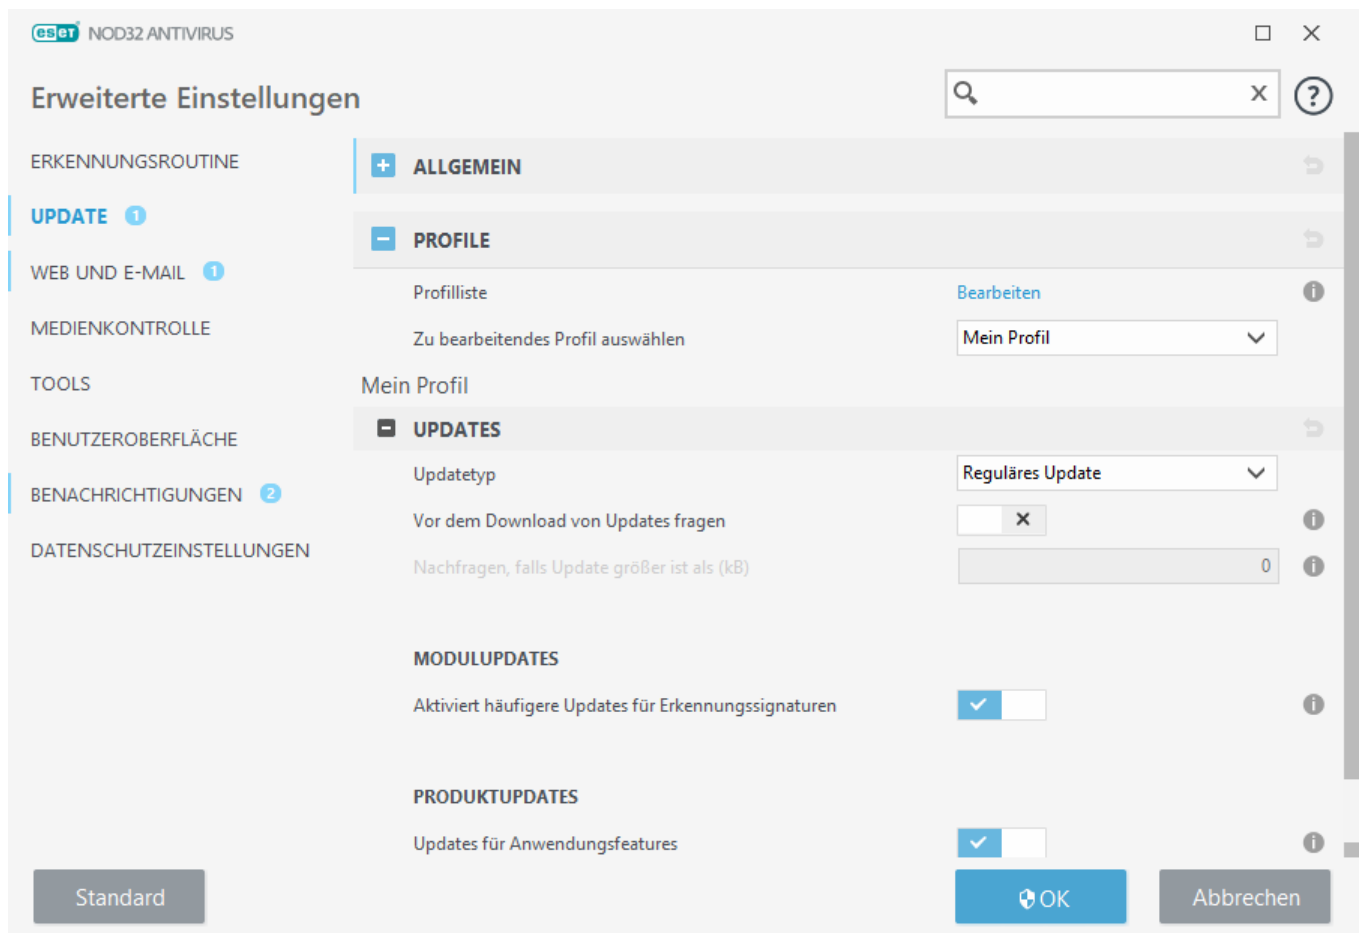 eset NOD32 ANTIVIRUS
Erweiterte Einstellungen
x
?
ERKENNUNGSROUTINE
UPDATE 1
WEB UND E-MAIL 1
MEDIENKONTROLLE
TOOLS
BENUTZEROBERFLÄCHE
BENACHRICHTIGUNGEN 2
DATENSCHUTZEINSTELLUNGEN
ALLGEMEIN
PROFILE
Profilliste Bearbeiten
Zu bearbeitendes Profil auswählen Mein Profil
Mein Profil
UPDATES
Updatetyp Reguläres Update
Vor dem Download von Updates fragen
Nachfragen, falls Update größer ist als (kB) 0
MODULUPDATES
Aktiviert häufigere Updates für Erkennungssignaturen
PRODUKTUPDATES
Updates für Anwendungsfeatures
Standard OK Abbrechen